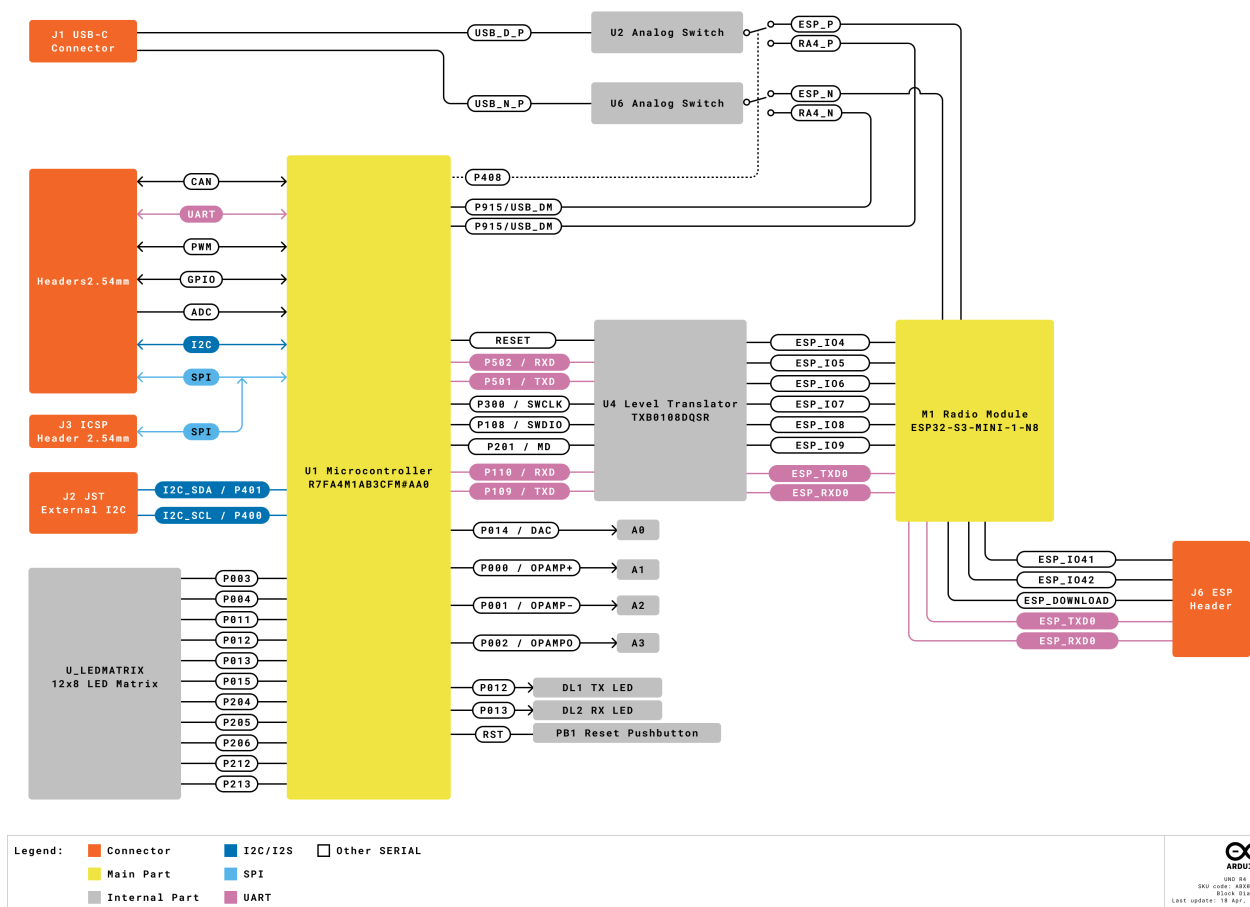 J1 USB-C
Connector
USB_D_P
U2 Analog Switch
ESP_P
RA4_P
USB_N_P
U6 Analog Switch
ESP_N
RA4_N
P408
P915/USB_DM
P915/USB_DM
Headers2.54mm
CAN
UART
PWM
GPIO
ADC
I2C
SPI
J3 ICSP
Header 2.54mm
SPI
J2 JST
External I2C
I2C_SDA / P401
I2C_SCL / P400
U1 Microcontroller
R7FA4M1AB3CFM#AA0
RESET
P502 / RXD
P501 / TXD
P300 / SWCLK
P108 / SWDIO
P201 / MD
P110 / RXD
P109 / TXD
U4 Level Translator
TXB0108DQSR
ESP_IO4
ESP_IO5
ESP_IO6
ESP_IO7
ESP_IO8
ESP_IO9
ESP_TXD0
ESP_RXD0
M1 Radio Module
ESP32-S3-MINI-1-N8
P014 / DAC
A0
P000 / OPAMP+
A1
P001 / OPAMP-
A2
P002 / OPAMPO
A3
P012
DL1 TX LED
P013
DL2 RX LED
RST
PB1 Reset Pushbutton
ESP_IO41
ESP_IO42
ESP_DOWNLOAD
ESP_TXD0
ESP_RXD0
J6 ESP
Header
U_LEDMATRIX
12x8 LED Matrix
P003
P004
P011
P012
P013
P015
P204
P205
P206
P212
P213
Legend:
Connector
I2C/I2S
Other SERIAL
Main Part
SPI
Internal Part
UART
UNO R4
SKU code:
Last update: 18 Apr,